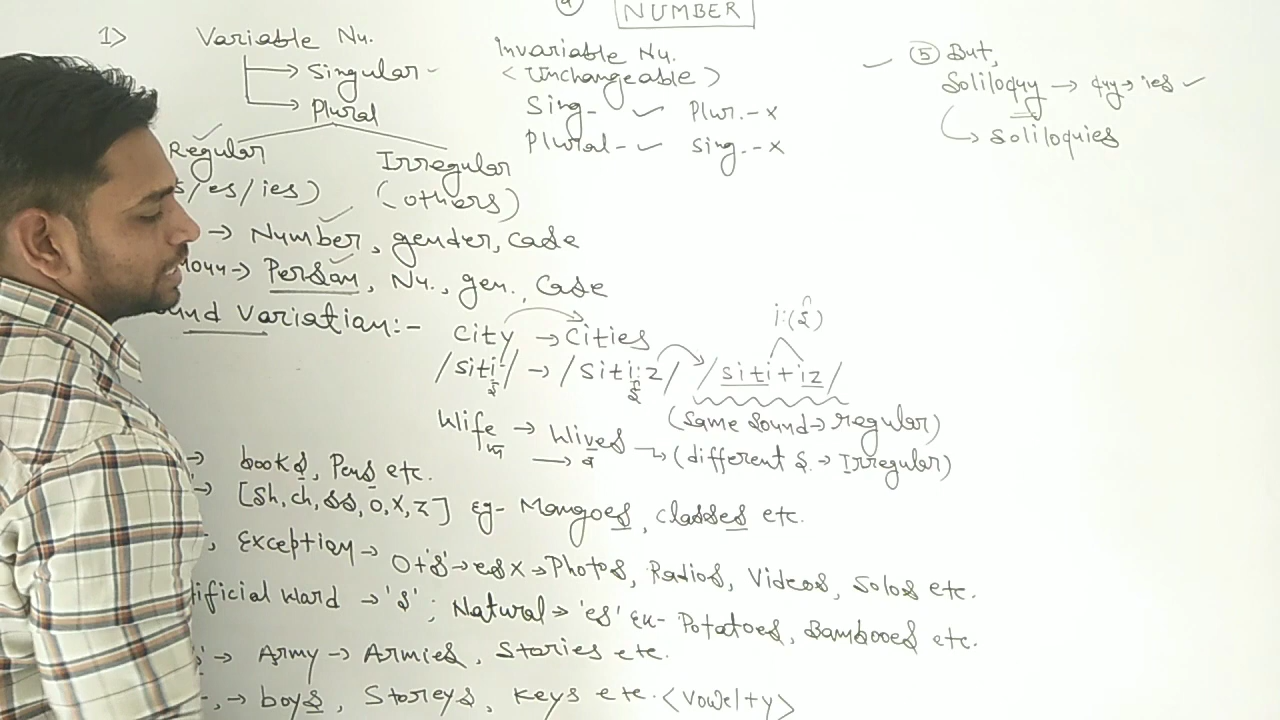 NUMBER
1> Variable Nu.
→ Singular -
→ Plural
Regular
s/es/ies)
Irregular
(others)
Invariable Nu.
<Unchangeable>
Sing- ✓ Plur.- x
Plural- ✓ Sing.- x
✓ ⑤ But,
Soliloquy → quy→ies ✓
↳ Soliloquies
→ Number, gender, case
noun→ Person, Nu., gen., case
Sound Variation:-
City → Cities
/siti/ → /siti:z/ /siti+iz/
i:(ई)
(same sound→ regular)
Wife → Wives ↳ (different s.→ Irregular)
→ books, Pens etc.
→ [sh, ch, ss, o, x, z] eg- Mangoes, classes etc.
, Exception→ O+'s'→es x→Photos, Radios, Videos, Solos etc.
tificial Word →'s'; Natural→'es' Ex- Potatoes, Bambooes etc.
s'→ Army→ Armies, Stories etc.
,→ boys, Storeys, Keys etc. <Vowel+y>